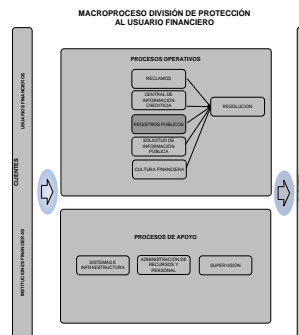 MACROPROCESO DIVISIÓN DE PROTECCIÓN
AL USUARIO FINANCIERO
PROCESOS OPERATIVOS
RECLAMOS
CENTRAL DE
INFORMACION
CREDITICIA
REGISTROS PUBLICOS
SOLICITUD DE
INFORMACIÓN
PÚBLICA
CULTURA FINANCIERA
RESOLUCION
USUARIOS FINANCIEROS
CLIENTES
INSTITUCIONES FINANCIERAS
PROCESOS DE APOYO
SISTEMAS E
INFRAESTRUCTURA
ADMINISTRACIÓN DE
RECURSOS Y
PERSONAL
SUPERVISIÓN